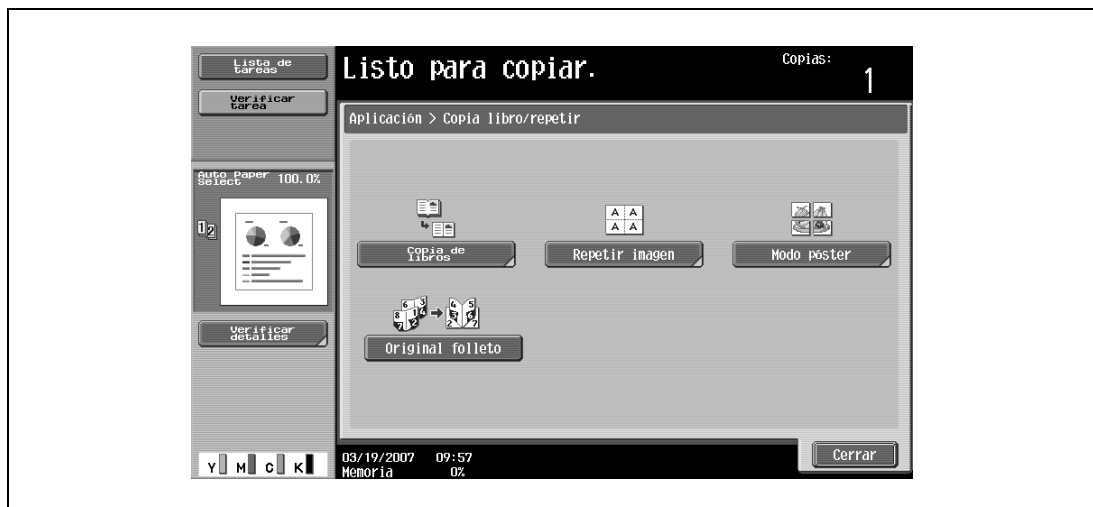 Lista de
tareas
Verificar
tarea
Listo para copiar.
Copias:
1
Aplicación > Copia libro/repetir
Auto Paper
Select
100.0%
1 2
Copia de
libros
A A
A A
Repetir imagen
Modo póster
Verificar
detalles
Original folleto
Y M C K
03/19/2007 09:57
Memoria 0%
Cerrar